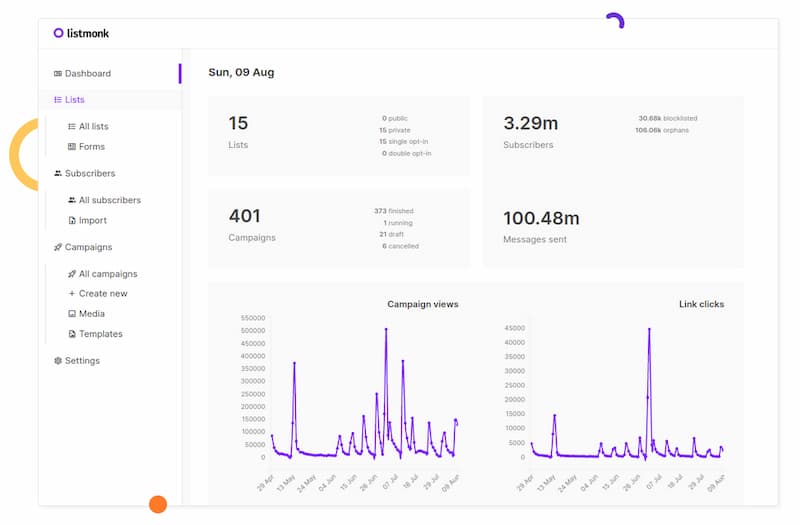 listmonk
Dashboard
Lists
All lists
Forms
Subscribers
All subscribers
Import
Campaigns
All campaigns
Create new
Media
Templates
Settings
Sun, 09 Aug
15
Lists
0 public
15 private
15 single opt-in
0 double opt-in
3.29m
Subscribers
30.68k blocklisted
106.06k orphans
401
Campaigns
373 finished
1 running
21 draft
6 cancelled
100.48m
Messages sent
Campaign views
550000
500000
450000
400000
350000
300000
250000
200000
150000
100000
50000
0
29 Apr
13 May
24 May
04 Jun
15 Jun
26 Jun
07 Jul
18 Jul
29 Jul
09 Aug
Link clicks
45000
40000
35000
30000
25000
20000
15000
10000
5000
0
29 Apr
13 May
24 May
04 Jun
15 Jun
26 Jun
07 Jul
18 Jul
29 Jul
09 Aug